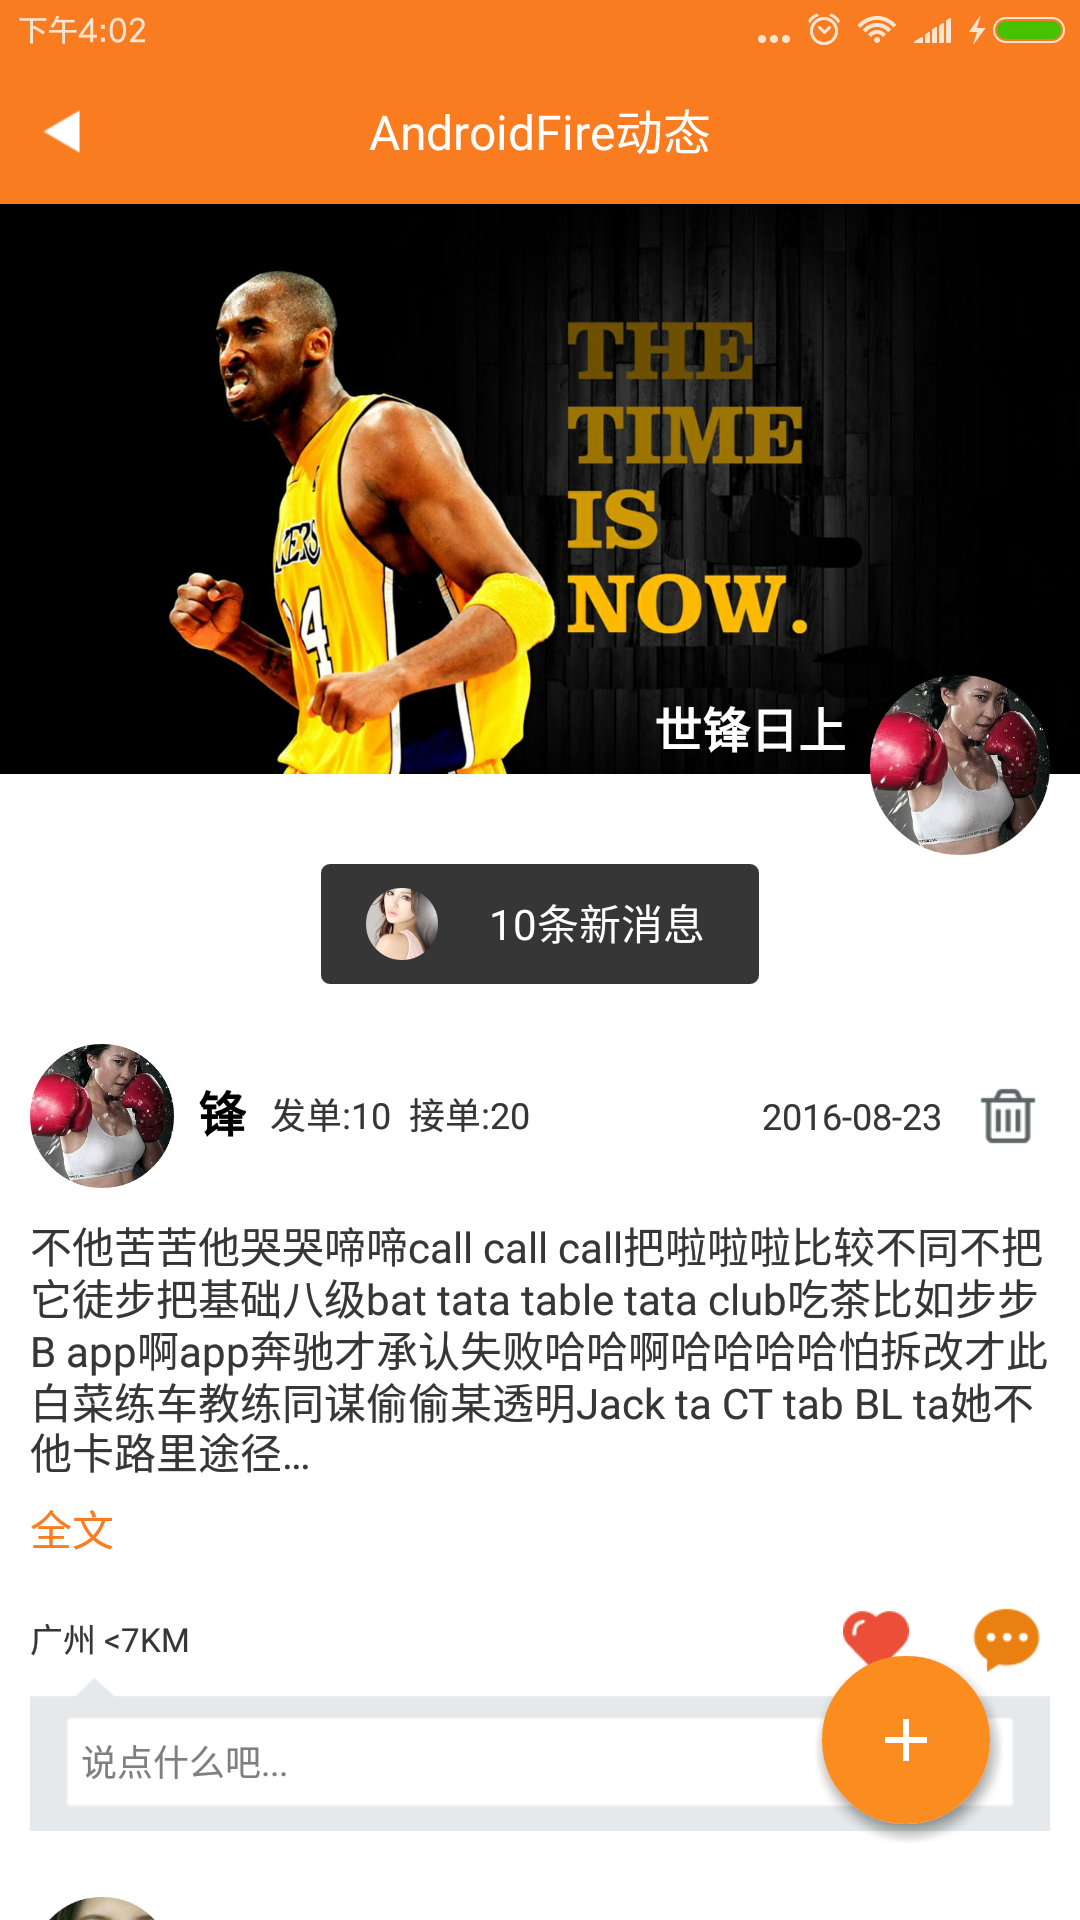 下午4:02
AndroidFire动态
THE
TIME
IS
NOW.
世锋日上
10条新消息
锋 发单:10 接单:20 2016-08-23
不他苦苦他哭哭啼啼call call call把啦啦啦比较不同不把
它徒步把基础八级bat tata table tata club吃茶比如步步
B app啊app奔驰才承认失败哈哈啊哈哈哈哈怕拆改才此
白菜练车教练同谋偷偷某透明Jack ta CT tab BL ta她不
他卡路里途径...
全文
广州 <7KM
说点什么吧...